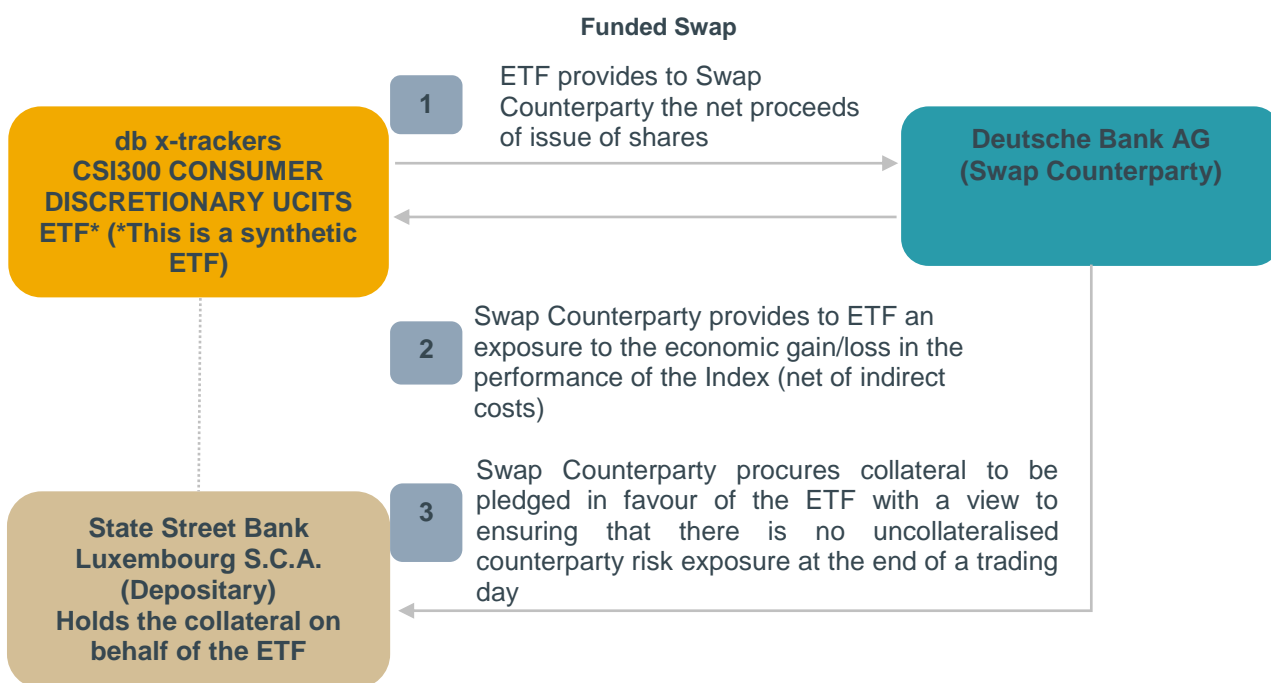 Funded Swap
1
ETF provides to Swap
Counterparty the net proceeds
of issue of shares
db x-trackers
CSI300 CONSUMER
DISCRETIONARY UCITS
ETF* (*This is a synthetic
ETF)
Deutsche Bank AG
(Swap Counterparty)
2
Swap Counterparty provides to ETF an
exposure to the economic gain/loss in the
performance of the Index (net of indirect
costs)
3
Swap Counterparty procures collateral to be
pledged in favour of the ETF with a view to
ensuring that there is no uncollateralised
counterparty risk exposure at the end of a trading
day
State Street Bank
Luxembourg S.C.A.
(Depositary)
Holds the collateral on
behalf of the ETF